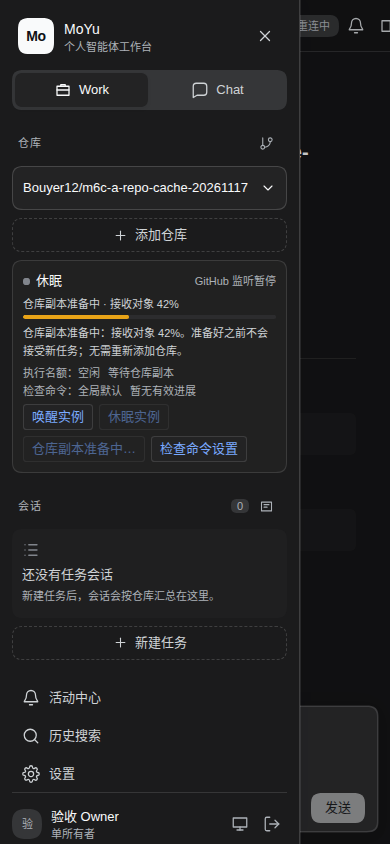 Mo
MoYu
个人智能体工作台
重连中
Work
Chat
仓库
Bouyer12/m6c-a-repo-cache-20261117
添加仓库
休眠
GitHub 监听暂停
仓库副本准备中 · 接收对象 42%
仓库副本准备中：接收对象 42%。准备好之前不会
接受新任务；无需重新添加仓库。
执行名额：空闲 等待仓库副本
检查命令：全局默认 暂无有效进展
唤醒实例
休眠实例
仓库副本准备中…
检查命令设置
会话
0
还没有任务会话
新建任务后，会话会按仓库汇总在这里。
新建任务
活动中心
历史搜索
设置
发送
验
验收 Owner
单所有者